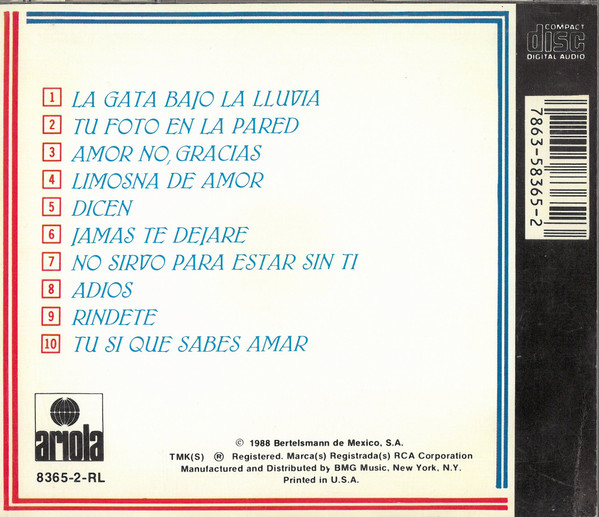 COMPACT
disc
DIGITAL AUDIO
1 LA GATA BAJO LA LLUVIA
2 TU FOTO EN LA PARED
3 AMOR NO, GRACIAS
4 LIMOSNA DE AMOR
5 DICEN
6 JAMAS TE DEJARE
7 NO SIRVO PARA ESTAR SIN TI
8 ADIOS
9 RINDETE
10 TU SI QUE SABES AMAR
7863-58365-2
ariola
8365-2-RL
© 1988 Bertelsmann de Mexico, S.A.
TMK(S) ® Registered. Marca(s) Registrada(s) RCA Corporation
Manufactured and Distributed by BMG Music, New York, N.Y.
Printed in U.S.A.